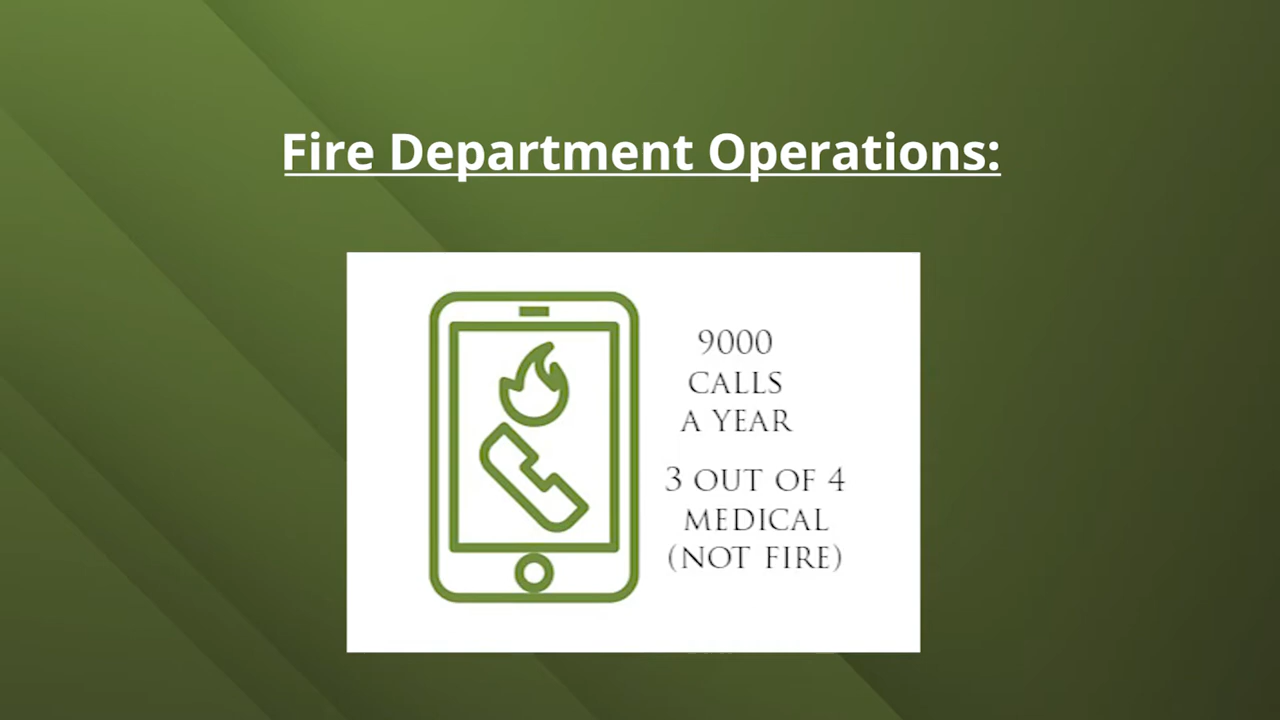 Fire Department Operations:
9000
CALLS
A YEAR
3 OUT OF 4
MEDICAL
(NOT FIRE)